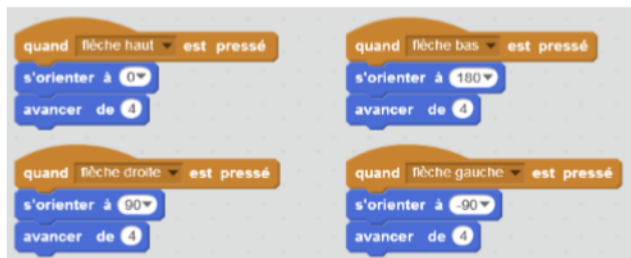 quand flèche haut est pressé
s'orienter à 0
avancer de 4
quand flèche bas est pressé
s'orienter à 180
avancer de 4
quand flèche droite est pressé
s'orienter à 90
avancer de 4
quand flèche gauche est pressé
s'orienter à -90
avancer de 4